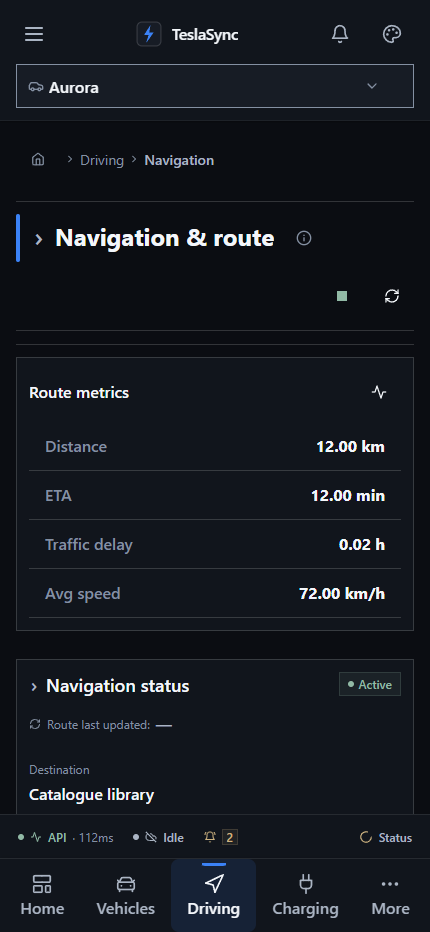 TeslaSync
Aurora
Driving Navigation
Navigation & route
Route metrics
Distance 12.00 km
ETA 12.00 min
Traffic delay 0.02 h
Avg speed 72.00 km/h
Navigation status Active
Route last updated: —
Destination
Catalogue library
API · 112ms Idle 2 Status
Home Vehicles Driving Charging More